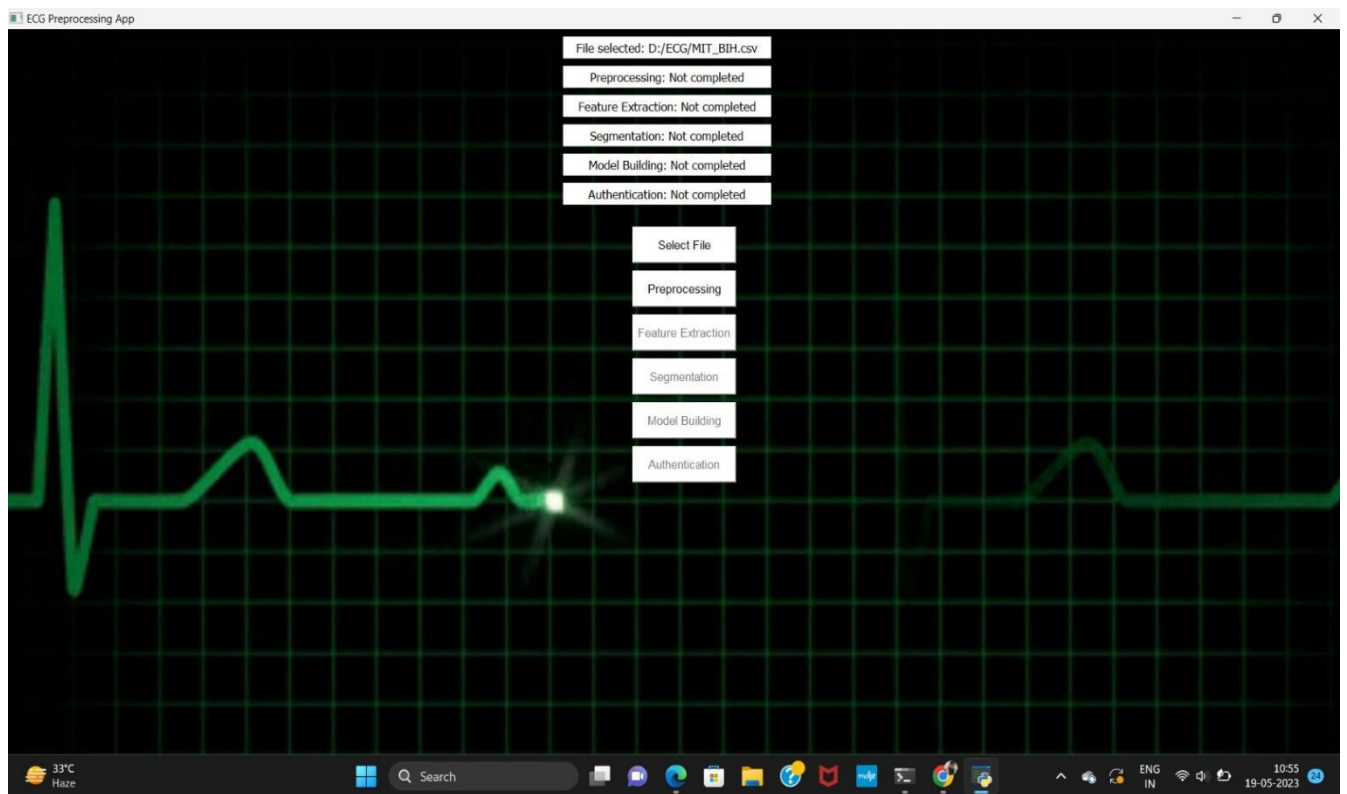 ECG Preprocessing App
File selected: D:/ECG/MIT_BIH.csv
Preprocessing: Not completed
Feature Extraction: Not completed
Segmentation: Not completed
Model Building: Not completed
Authentication: Not completed
Select File
Preprocessing
Feature Extraction
Segmentation
Model Building
Authentication
33°C
Haze
Search
ENG
IN
10:55
19-05-2023
24